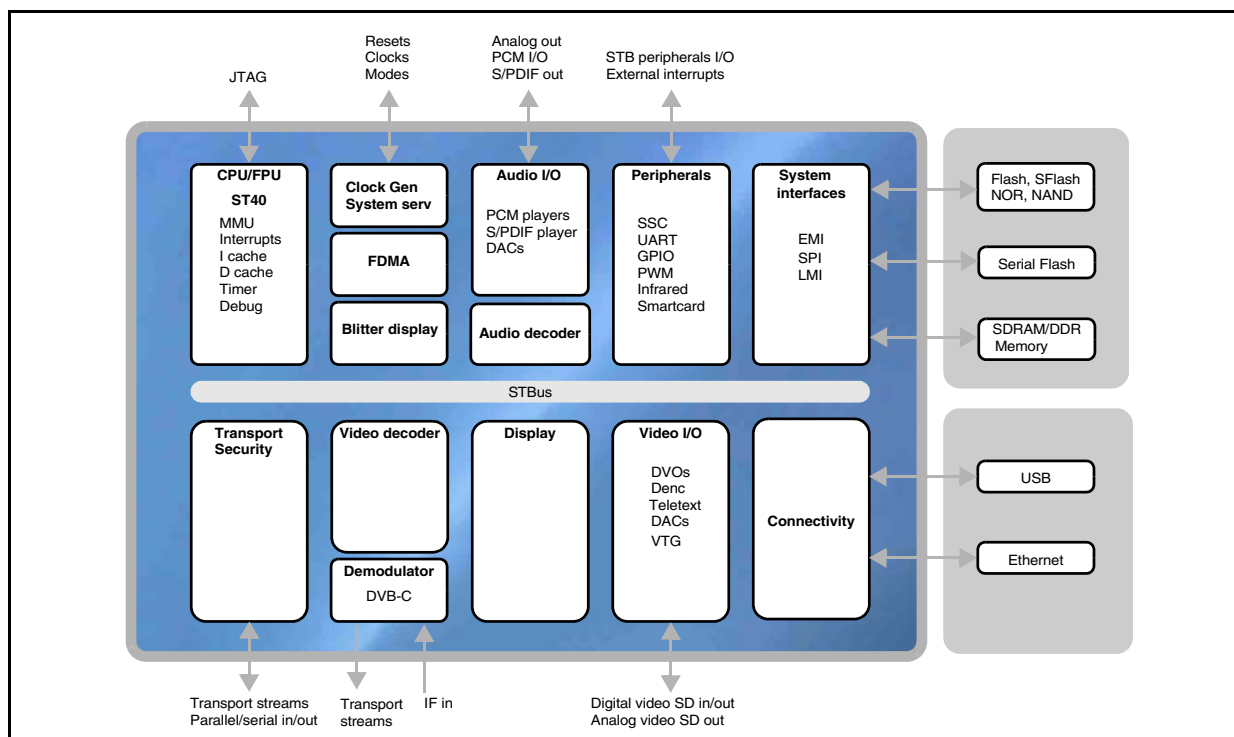 JTAG
Resets
Clocks
Modes
Analog out
PCM I/O
S/PDIF out
STB peripherals I/O
External interrupts
CPU/FPU
ST40
MMU
Interrupts
I cache
D cache
Timer
Debug
Clock Gen
System serv
FDMA
Blitter display
Audio I/O
PCM players
S/PDIF player
DACs
Audio decoder
Peripherals
SSC
UART
GPIO
PWM
Infrared
Smartcard
System
interfaces
EMI
SPI
LMI
Flash, SFlash
NOR, NAND
Serial Flash
SDRAM/DDR
Memory
STBus
Transport
Security
Video decoder
Demodulator
DVB-C
Display
Video I/O
DVOs
Denc
Teletext
DACs
VTG
Connectivity
USB
Ethernet
Transport streams
Parallel/serial in/out
Transport
streams
IF in
Digital video SD in/out
Analog video SD out